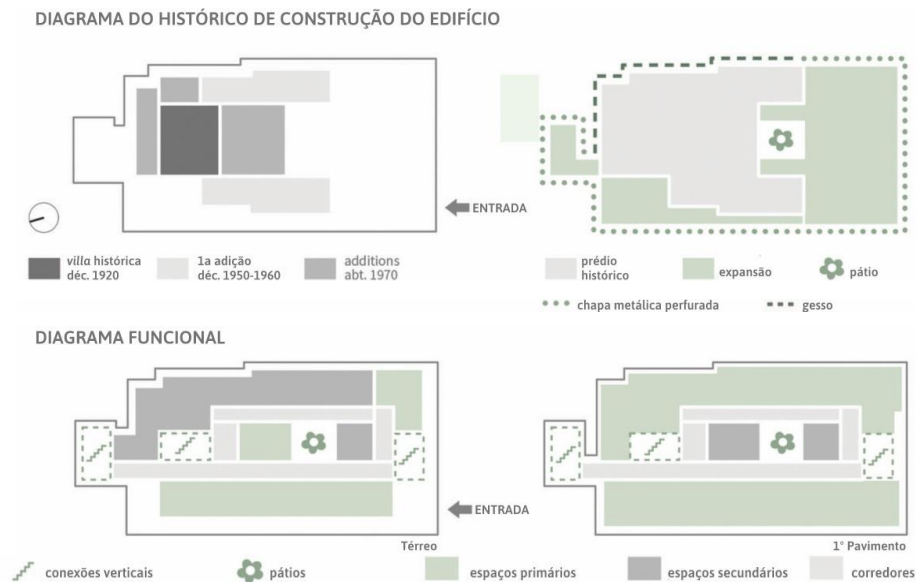 DIAGRAMA DO HISTÓRICO DE CONSTRUÇÃO DO EDIFÍCIO
ENTRADA
villa histórica
déc. 1920
1a adição
déc. 1950-1960
additions
abt. 1970
prédio
histórico
expansão
pátio
chapa metálica perfurada
gesso
DIAGRAMA FUNCIONAL
ENTRADA
Térreo
1° Pavimento
conexões verticais
pátios
espaços primários
espaços secundários
corredores